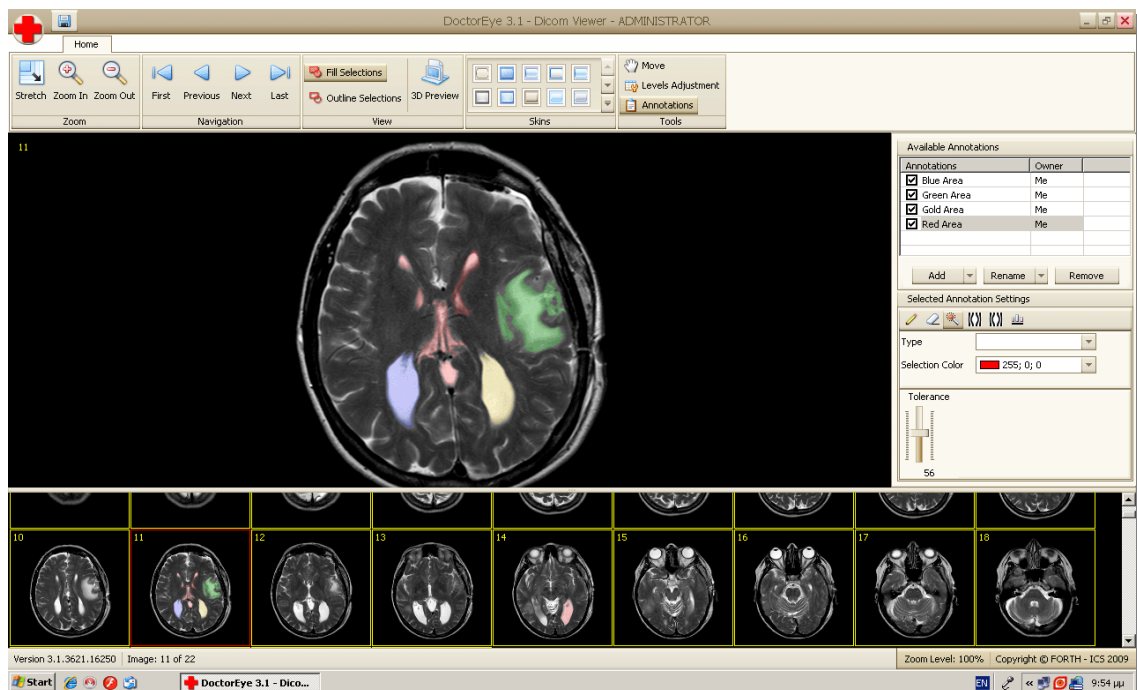 DoctorEye 3.1 - Dicom Viewer - ADMINISTRATOR
Home
Stretch Zoom In Zoom Out
Zoom
First Previous Next Last
Navigation
Fill Selections
Outline Selections
3D Preview
View
Skins
Move
Levels Adjustment
Annotations
Tools
11
Available Annotations
Annotations Owner
Blue Area Me
Green Area Me
Gold Area Me
Red Area Me
Add Rename Remove
Selected Annotation Settings
Type
Selection Color 255; 0; 0
Tolerance
56
10 11 12 13 14 15 16 17 18
Version 3.1.3621.16250 Image: 11 of 22 Zoom Level: 100% Copyright © FORTH - ICS 2009
Start DoctorEye 3.1 - Dico... EN « 9:54 μμ